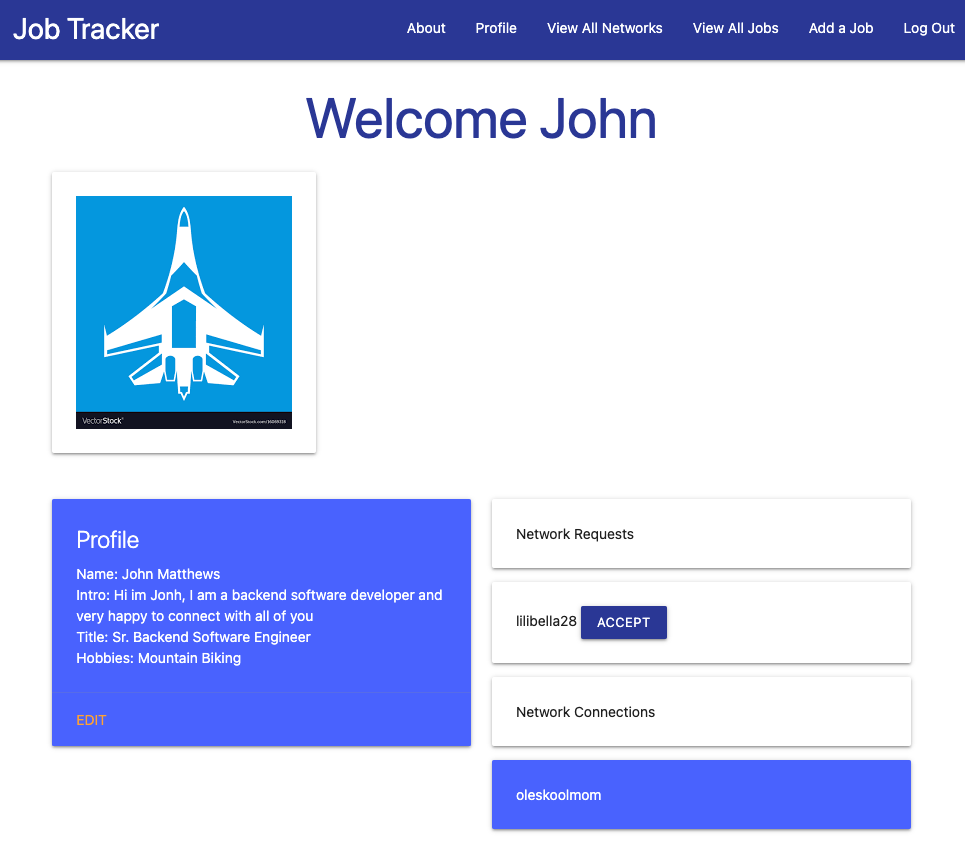 Job Tracker
About Profile View All Networks View All Jobs Add a Job Log Out
Welcome John
VectorStock®
VectorStock.com/16089318
Profile
Name: John Matthews
Intro: Hi im Jonh, I am a backend software developer and
very happy to connect with all of you
Title: Sr. Backend Software Engineer
Hobbies: Mountain Biking
EDIT
Network Requests
lilibella28 ACCEPT
Network Connections
oleskoolmom